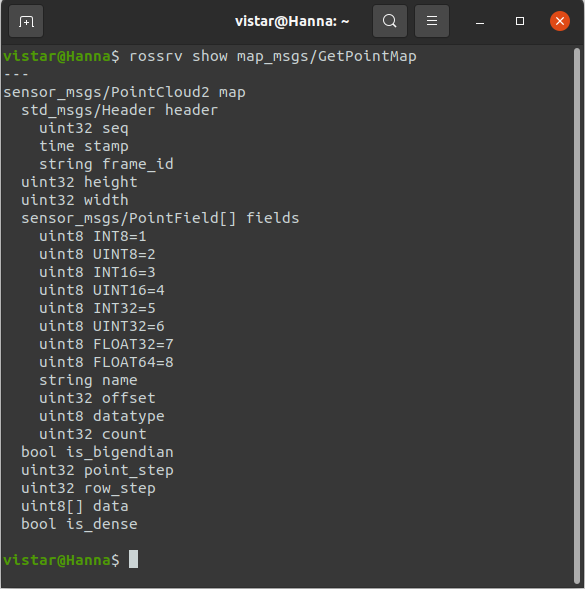 vistar@Hanna: ~
vistar@Hanna$ rossrv show map_msgs/GetPointMap
---
sensor_msgs/PointCloud2 map
  std_msgs/Header header
    uint32 seq
    time stamp
    string frame_id
  uint32 height
  uint32 width
  sensor_msgs/PointField[] fields
    uint8 INT8=1
    uint8 UINT8=2
    uint8 INT16=3
    uint8 UINT16=4
    uint8 INT32=5
    uint8 UINT32=6
    uint8 FLOAT32=7
    uint8 FLOAT64=8
    string name
    uint32 offset
    uint8 datatype
    uint32 count
  bool is_bigendian
  uint32 point_step
  uint32 row_step
  uint8[] data
  bool is_dense
vistar@Hanna$